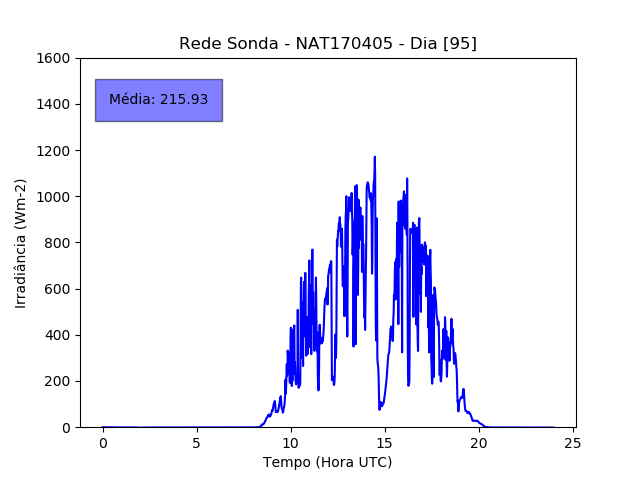 Rede Sonda - NAT170405 - Dia [95]
Média: 215.93
Irradiância (Wm-2)
1600
1400
1200
1000
800
600
400
200
0
0 5 10 15 20 25
Tempo (Hora UTC)